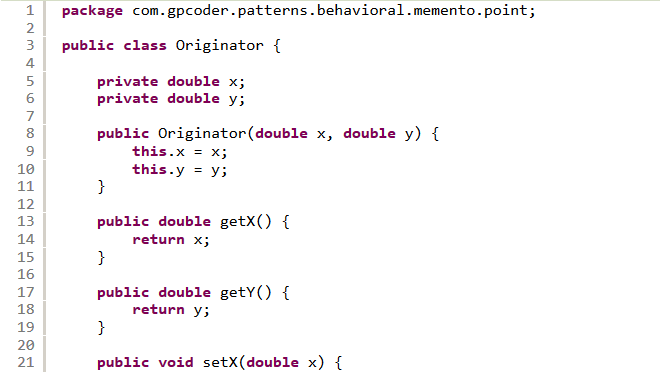 1 package com.gpcoder.patterns.behavioral.memento.point;
2
3 public class Originator {
4
5     private double x;
6     private double y;
7
8     public Originator(double x, double y) {
9         this.x = x;
10         this.y = y;
11     }
12
13     public double getX() {
14         return x;
15     }
16
17     public double getY() {
18         return y;
19     }
20
21     public void setX(double x) {